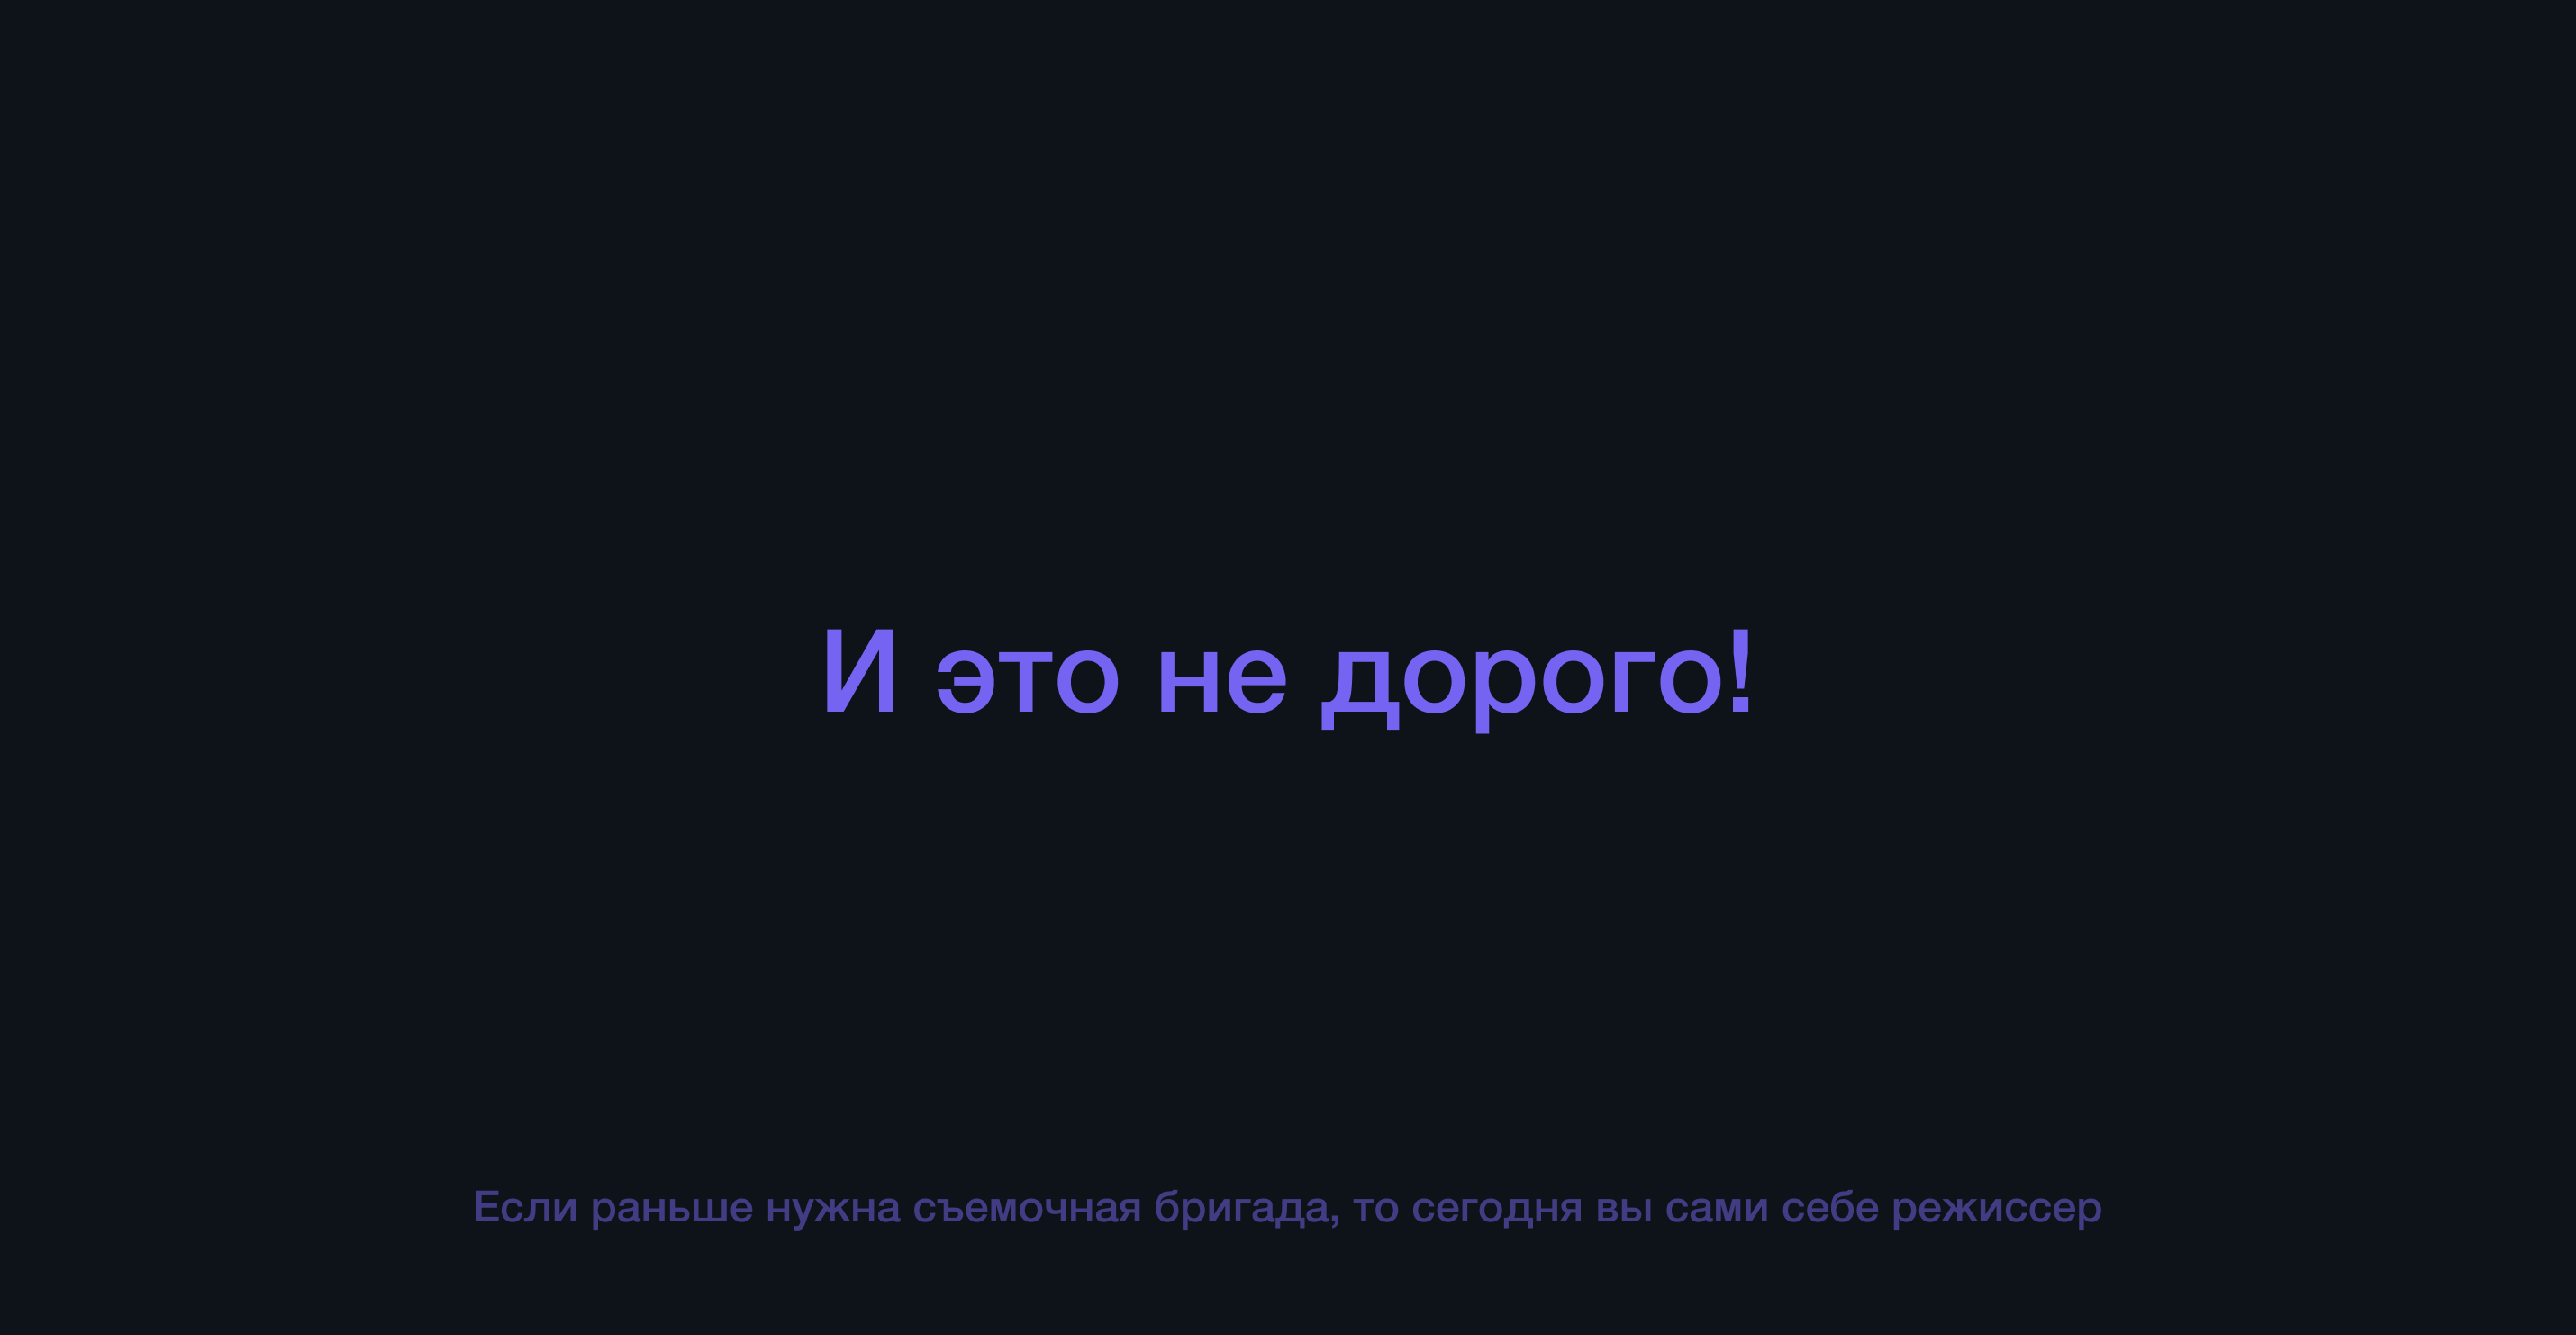 И это не дорого!
Если раньше нужна съемочная бригада, то сегодня вы сами себе режиссер